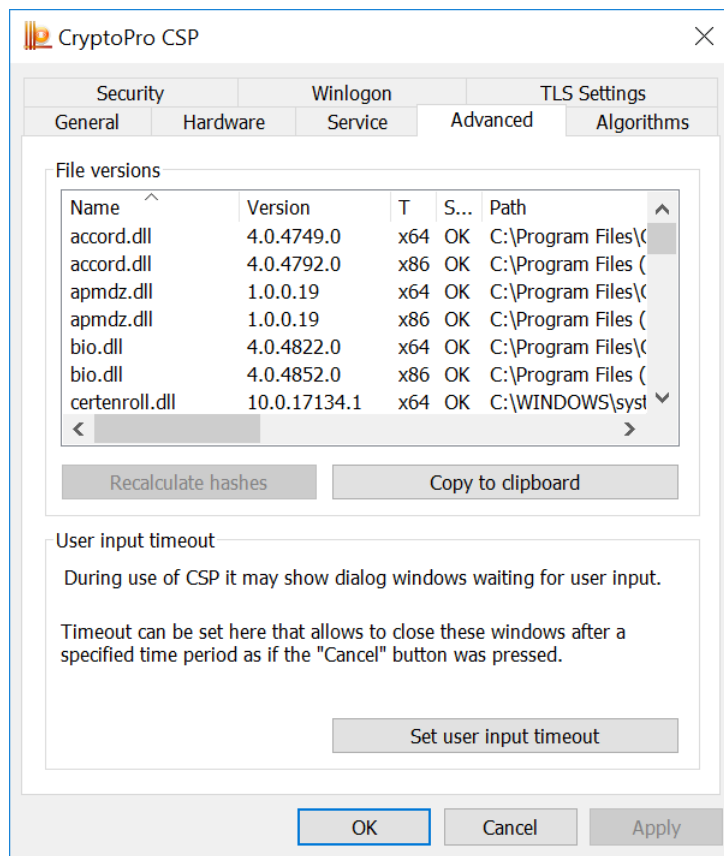 CryptoPro CSP
Security Winlogon TLS Settings
General Hardware Service Advanced Algorithms
File versions
Name Version T S... Path
accord.dll 4.0.4749.0 x64 OK C:\Program Files\C
accord.dll 4.0.4792.0 x86 OK C:\Program Files (
apmdz.dll 1.0.0.19 x64 OK C:\Program Files\C
apmdz.dll 1.0.0.19 x86 OK C:\Program Files (
bio.dll 4.0.4822.0 x64 OK C:\Program Files\C
bio.dll 4.0.4852.0 x86 OK C:\Program Files (
certenroll.dll 10.0.17134.1 x64 OK C:\WINDOWS\syst
Recalculate hashes Copy to clipboard
User input timeout
During use of CSP it may show dialog windows waiting for user input.
Timeout can be set here that allows to close these windows after a
specified time period as if the "Cancel" button was pressed.
Set user input timeout
OK Cancel Apply